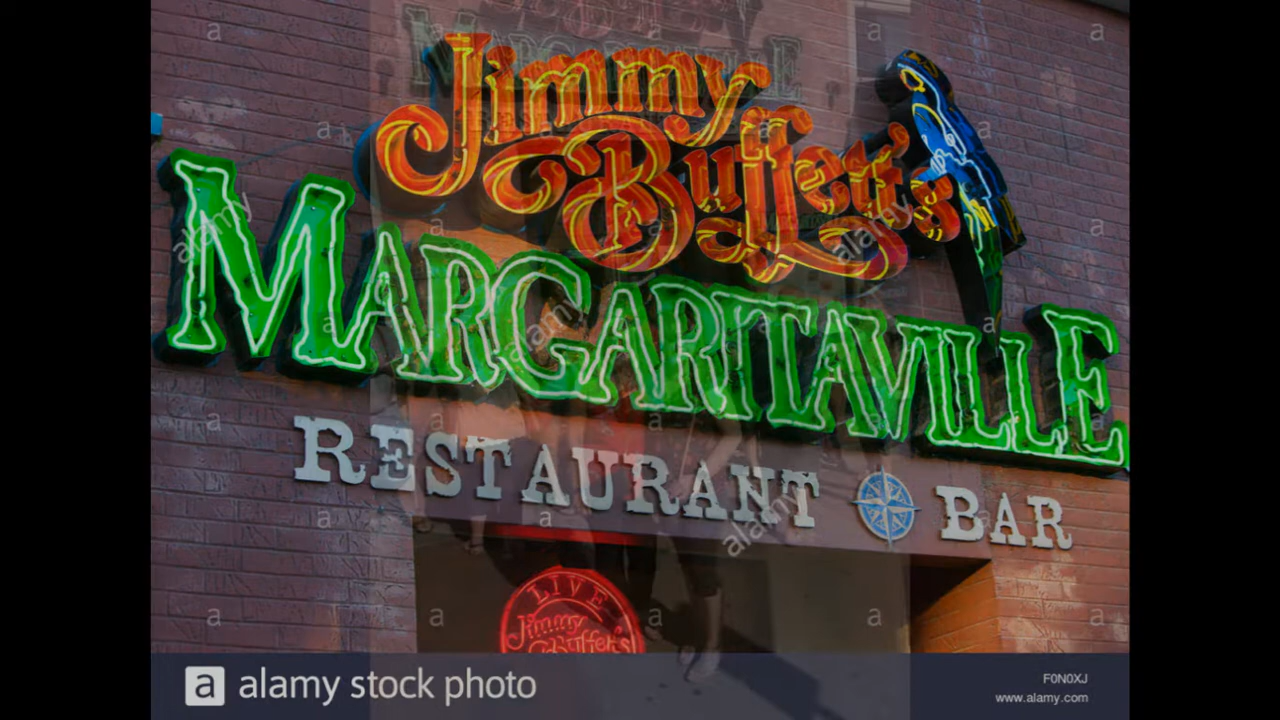 Jimmy
Buffett's
MARGARITAVILLE
RESTAURANT BAR
LIVE
Jimmy
Buffett's
a alamy stock photo
F0N0XJ
www.alamy.com